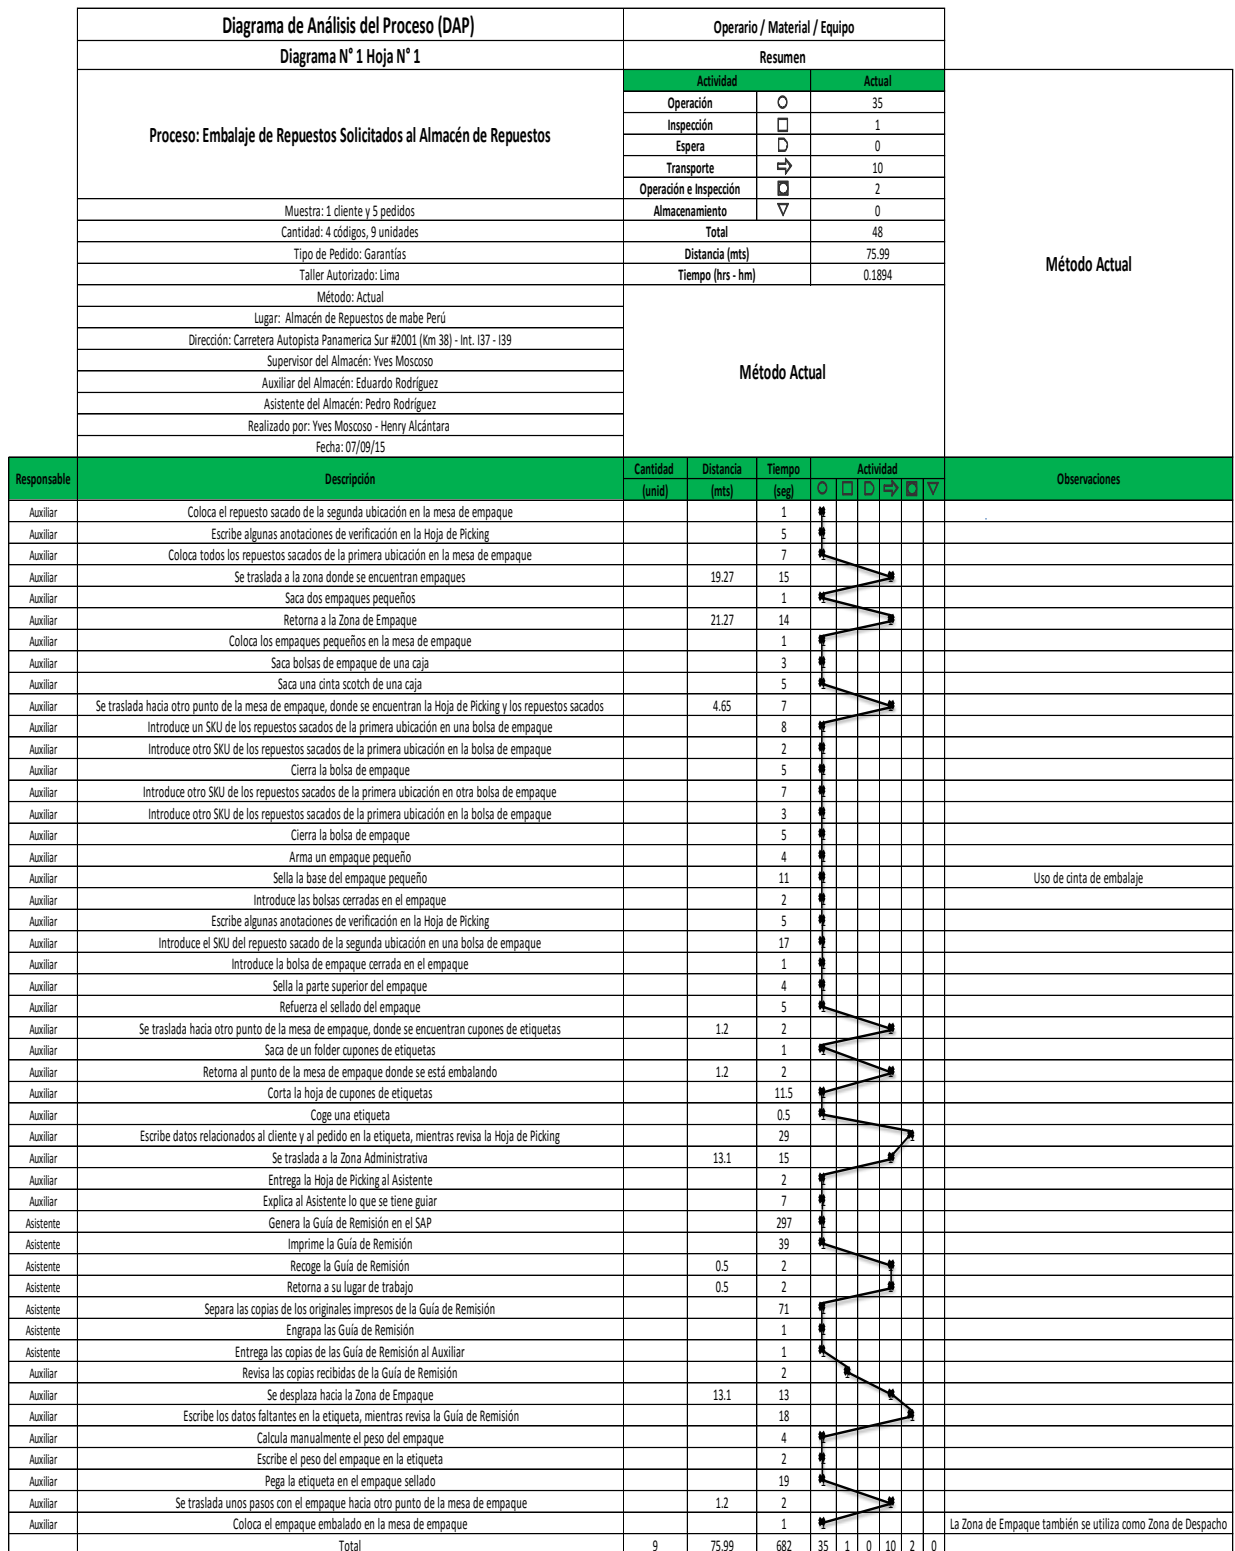 Diagrama de Análisis del Proceso (DAP) Operario / Material / Equipo
Diagrama N° 1 Hoja N° 1 Resumen
Actividad Actual
Operación 35
Proceso: Embalaje de Repuestos Solicitados al Almacén de Repuestos
Inspección 1
Espera 0
Transporte 10
Operación e Inspección 2
Muestra: 1 cliente y 5 pedidos Almacenamiento 0
Cantidad: 4 códigos, 9 unidades Total 48
Tipo de Pedido: Garantías Distancia (mts) 75.99
Método Actual
Taller Autorizado: Lima Tiempo (hrs - hm) 0.1894
Método: Actual
Lugar: Almacén de Repuestos de mabe Perú
Dirección: Carretera Autopista Panamerica Sur #2001 (Km 38) - Int. I37 - I39
Supervisor del Almacén: Yves Moscoso
Método Actual
Auxiliar del Almacén: Eduardo Rodríguez
Asistente del Almacén: Pedro Rodríguez
Realizado por: Yves Moscoso - Henry Alcántara
Fecha: 07/09/15
Responsable Descripción Cantidad Distancia Tiempo Actividad Observaciones
(unid) (mts) (seg)
Auxiliar Coloca el repuesto sacado de la segunda ubicación en la mesa de empaque 1
Auxiliar Escribe algunas anotaciones de verificación en la Hoja de Picking 5
Auxiliar Coloca todos los repuestos sacados de la primera ubicación en la mesa de empaque 7
Auxiliar Se traslada a la zona donde se encuentran empaques 19.27 15
Auxiliar Saca dos empaques pequeños 1
Auxiliar Retorna a la Zona de Empaque 21.27 14
Auxiliar Coloca los empaques pequeños en la mesa de empaque 1
Auxiliar Saca bolsas de empaque de una caja 3
Auxiliar Saca una cinta scotch de una caja 5
Auxiliar Se traslada hacia otro punto de la mesa de empaque, donde se encuentran la Hoja de Picking y los repuestos sacados 4.65 7
Auxiliar Introduce un SKU de los repuestos sacados de la primera ubicación en una bolsa de empaque 8
Auxiliar Introduce otro SKU de los repuestos sacados de la primera ubicación en la bolsa de empaque 2
Auxiliar Cierra la bolsa de empaque 5
Auxiliar Introduce otro SKU de los repuestos sacados de la primera ubicación en otra bolsa de empaque 7
Auxiliar Introduce otro SKU de los repuestos sacados de la primera ubicación en la bolsa de empaque 3
Auxiliar Cierra la bolsa de empaque 5
Auxiliar Arma un empaque pequeño 4
Auxiliar Sella la base del empaque pequeño 11 Uso de cinta de embalaje
Auxiliar Introduce las bolsas cerradas en el empaque 2
Auxiliar Escribe algunas anotaciones de verificación en la Hoja de Picking 5
Auxiliar Introduce el SKU del repuesto sacado de la segunda ubicación en una bolsa de empaque 17
Auxiliar Introduce la bolsa de empaque cerrada en el empaque 1
Auxiliar Sella la parte superior del empaque 4
Auxiliar Refuerza el sellado del empaque 5
Auxiliar Se traslada hacia otro punto de la mesa de empaque, donde se encuentran cupones de etiquetas 1.2 2
Auxiliar Saca de un folder cupones de etiquetas 1
Auxiliar Retorna al punto de la mesa de empaque donde se está embalando 1.2 2
Auxiliar Corta la hoja de cupones de etiquetas 11.5
Auxiliar Coge una etiqueta 0.5
Auxiliar Escribe datos relacionados al cliente y al pedido en la etiqueta, mientras revisa la Hoja de Picking 29
Auxiliar Se traslada a la Zona Administrativa 13.1 15
Auxiliar Entrega la Hoja de Picking al Asistente 2
Auxiliar Explica al Asistente lo que se tiene guiar 7
Asistente Genera la Guía de Remisión en el SAP 297
Asistente Imprime la Guía de Remisión 39
Asistente Recoge la Guía de Remisión 0.5 2
Asistente Retorna a su lugar de trabajo 0.5 2
Asistente Separa las copias de los originales impresos de la Guía de Remisión 71
Asistente Engrapa las Guía de Remisión 1
Asistente Entrega las copias de las Guía de Remisión al Auxiliar 1
Auxiliar Revisa las copias recibidas de la Guía de Remisión 2
Auxiliar Se desplaza hacia la Zona de Empaque 13.1 13
Auxiliar Escribe los datos faltantes en la etiqueta, mientras revisa la Guía de Remisión 18
Auxiliar Calcula manualmente el peso del empaque 4
Auxiliar Escribe el peso del empaque en la etiqueta 2
Auxiliar Pega la etiqueta en el empaque sellado 19
Auxiliar Se traslada unos pasos con el empaque hacia otro punto de la mesa de empaque 1.2 2
Auxiliar Coloca el empaque embalado en la mesa de empaque 1 La Zona de Empaque también se utiliza como Zona de Despacho
Total 9 75.99 682 35 1 0 10 2 0